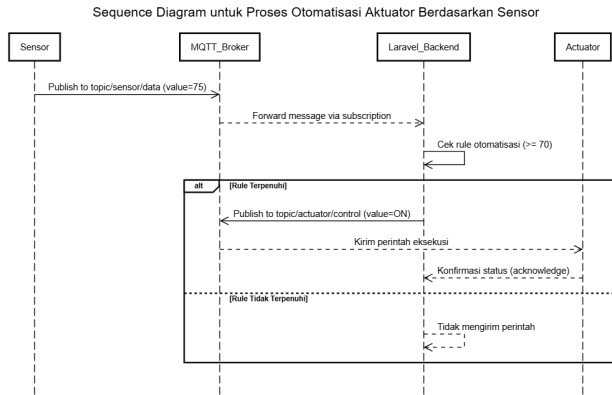 Sequence Diagram untuk Proses Otomatisasi Aktuator Berdasarkan Sensor
Sensor
MQTT_Broker
Laravel_Backend
Actuator
Publish to topic/sensor/data (value=75)
Forward message via subscription
Cek rule otomatisasi (>= 70)
alt
[Rule Terpenuhi]
Publish to topic/actuator/control (value=ON)
Kirim perintah eksekusi
Konfirmasi status (acknowledge)
[Rule Tidak Terpenuhi]
Tidak mengirim perintah